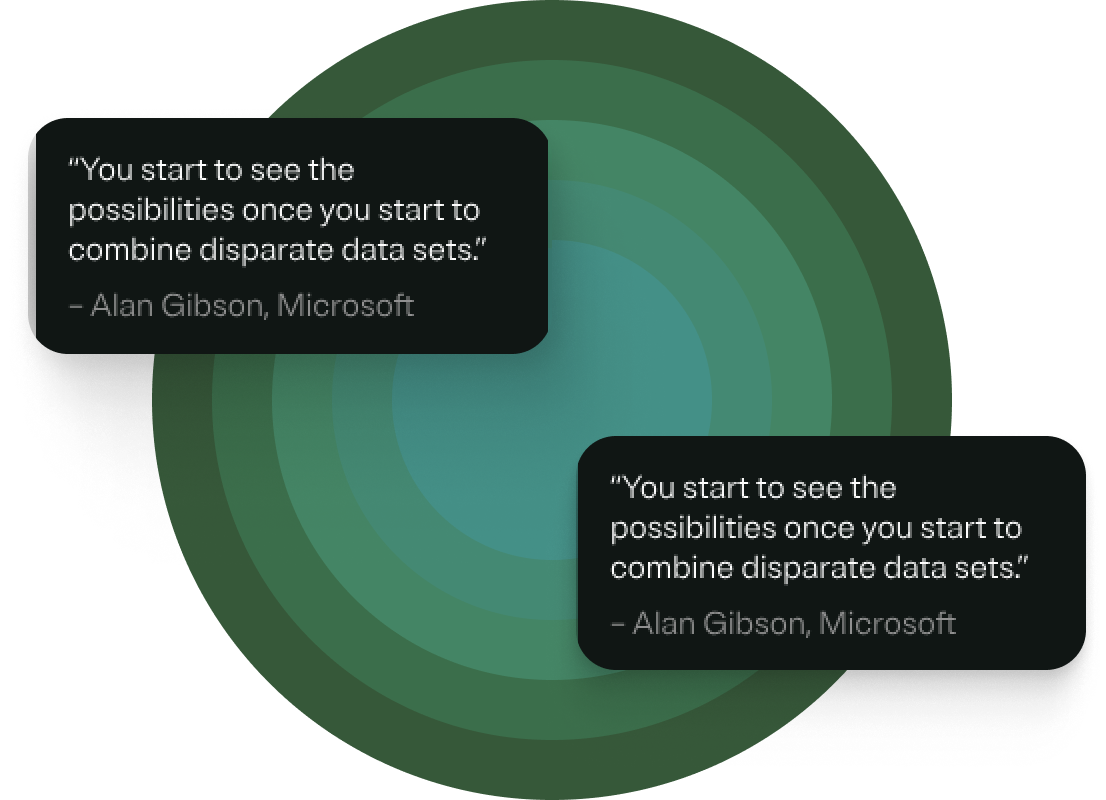 “You start to see the
possibilities once you start to
combine disparate data sets.”
– Alan Gibson, Microsoft
“You start to see the
possibilities once you start to
combine disparate data sets.”
– Alan Gibson, Microsoft